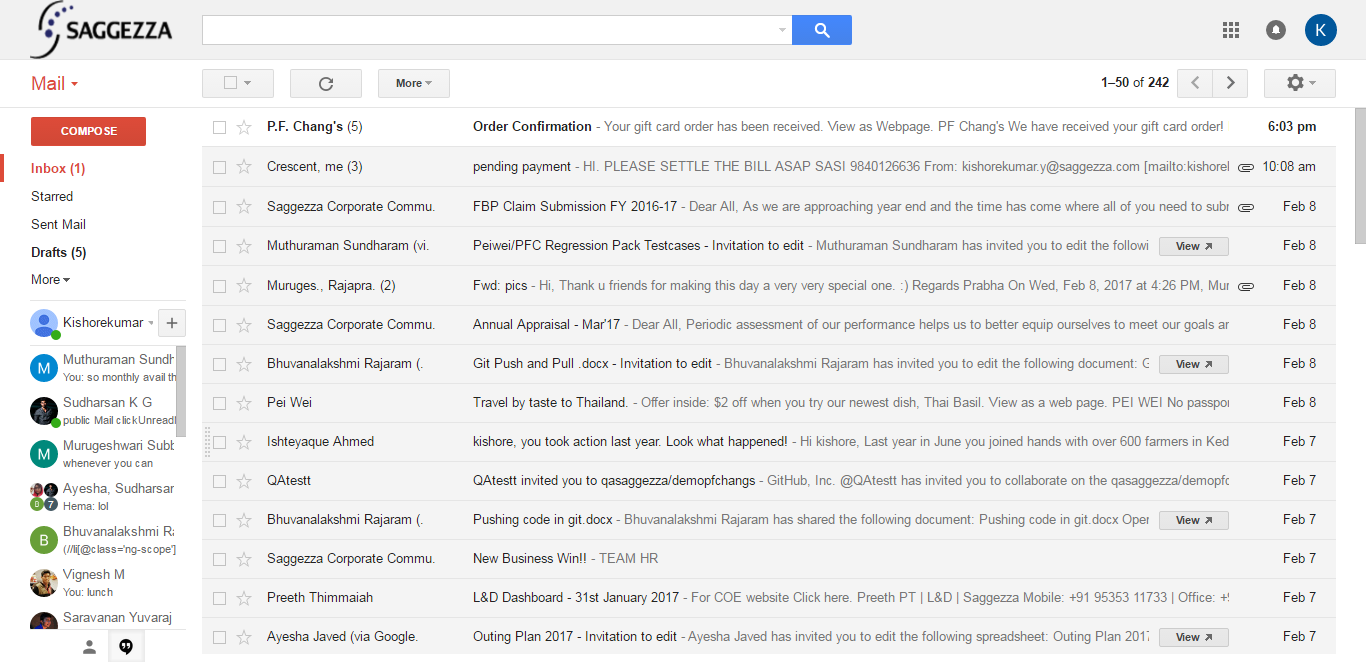 SAGGEZZA
K
Mail
More
1–50 of 242
COMPOSE
Inbox (1)
Starred
Sent Mail
Drafts (5)
More
Kishorekumar
M
Muthuraman Sundh
You: so monthly avail th
Sudharsan K G
public Mail clickUnread
M
Murugeshwari Subb
whenever you can
Ayesha, Sudharsar
D 7
Hema: lol
B
Bhuvanalakshmi Ra
(//li[@class='ng-scope']
Vignesh M
You: lunch
Saravanan Yuvaraj
P.F. Chang's (5) Order Confirmation - Your gift card order has been received. View as Webpage. PF Chang's We have received your gift card order! 6:03 pm
Crescent, me (3) pending payment - HI. PLEASE SETTLE THE BILL ASAP SASI 9840126636 From: kishorekumar.y@saggezza.com [mailto:kishorel 10:08 am
Saggezza Corporate Commu. FBP Claim Submission FY 2016-17 - Dear All, As we are approaching year end and the time has come where all of you need to subr Feb 8
Muthuraman Sundharam (vi. Peiwei/PFC Regression Pack Testcases - Invitation to edit - Muthuraman Sundharam has invited you to edit the followi View Feb 8
Muruges., Rajapra. (2) Fwd: pics - Hi, Thank u friends for making this day a very very special one. :) Regards Prabha On Wed, Feb 8, 2017 at 4:26 PM, Mur Feb 8
Saggezza Corporate Commu. Annual Appraisal - Mar'17 - Dear All, Periodic assessment of our performance helps us to better equip ourselves to meet our goals ar Feb 8
Bhuvanalakshmi Rajaram (. Git Push and Pull .docx - Invitation to edit - Bhuvanalakshmi Rajaram has invited you to edit the following document: G View Feb 8
Pei Wei Travel by taste to Thailand. - Offer inside: $2 off when you try our newest dish, Thai Basil. View as a web page. PEI WEI No passpor Feb 8
Ishteyaque Ahmed kishore, you took action last year. Look what happened! - Hi kishore, Last year in June you joined hands with over 600 farmers in Ked Feb 7
QAtestt QAtestt invited you to qasaggezza/demopfchangs - GitHub, Inc. @QAtestt has invited you to collaborate on the qasaggezza/demopfc Feb 7
Bhuvanalakshmi Rajaram (. Pushing code in git.docx - Bhuvanalakshmi Rajaram has shared the following document: Pushing code in git.docx Oper View Feb 7
Saggezza Corporate Commu. New Business Win!! - TEAM HR Feb 7
Preeth Thimmaiah L&D Dashboard - 31st January 2017 - For COE website Click here. Preeth PT | L&D | Saggezza Mobile: +91 95353 11733 | Office: +9 Feb 7
Ayesha Javed (via Google. Outing Plan 2017 - Invitation to edit - Ayesha Javed has invited you to edit the following spreadsheet: Outing Plan 2017 View Feb 7